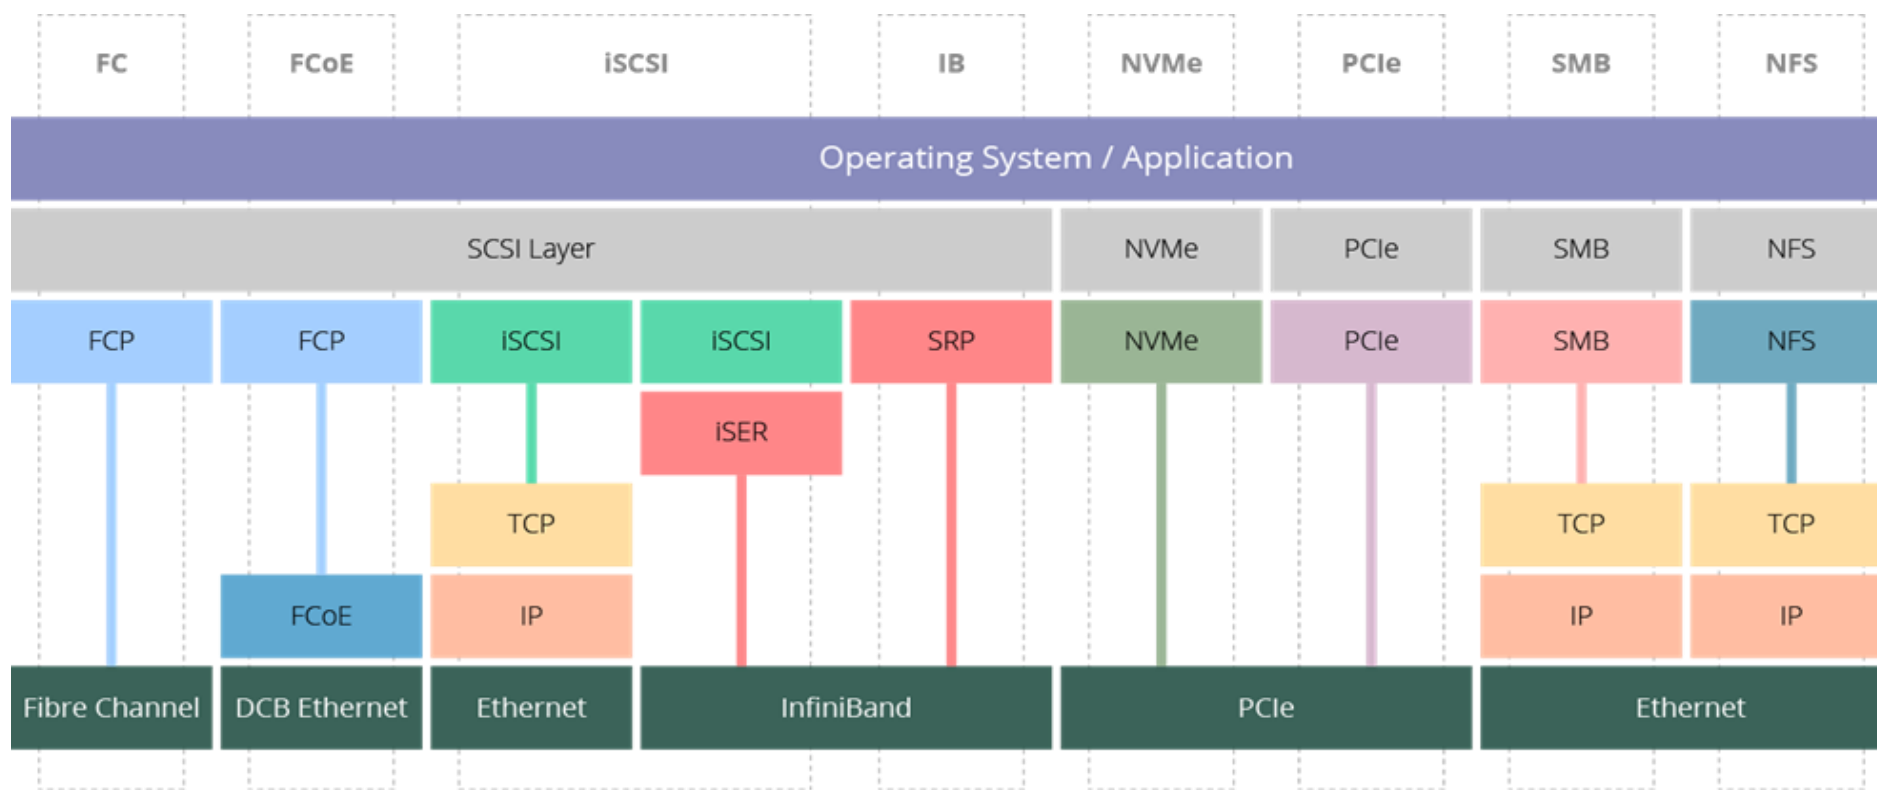 FC FCoE iSCSI IB NVMe PCIe SMB NFS
Operating System / Application
SCSI Layer NVMe PCIe SMB NFS
FCP FCP iSCSI iSCSI SRP NVMe PCIe SMB NFS
iSER
TCP TCP TCP
FCoE IP IP IP
Fibre Channel DCB Ethernet Ethernet InfiniBand PCIe Ethernet